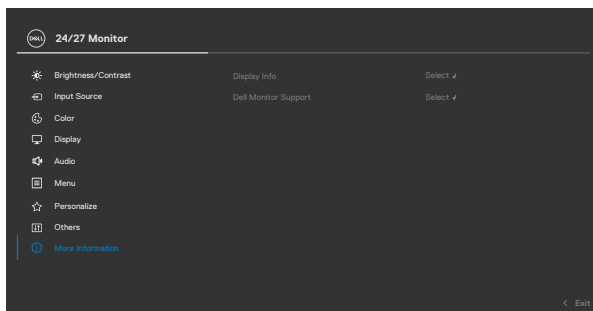 DELL 24/27 Monitor
Brightness/Contrast Display Info Select
Input Source Dell Monitor Support Select
Color
Display
Audio
Menu
Personalize
Others
More Information
< Exit